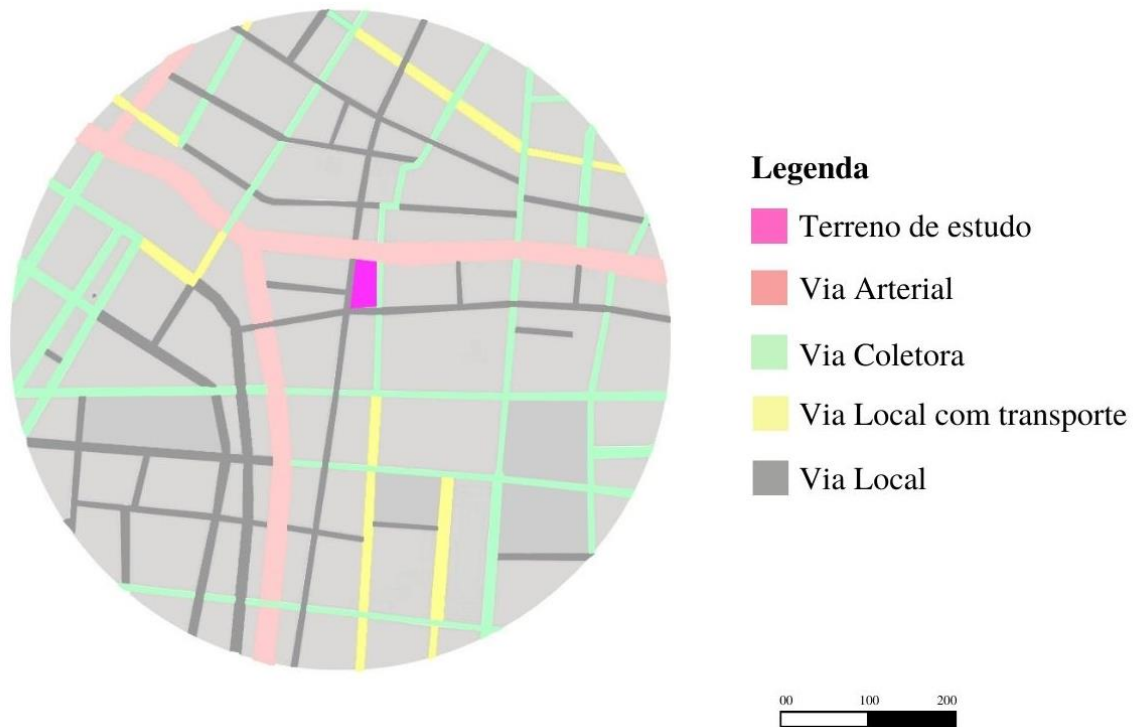 Legenda
Terreno de estudo
Via Arterial
Via Coletora
Via Local com transporte
Via Local
00 100 200